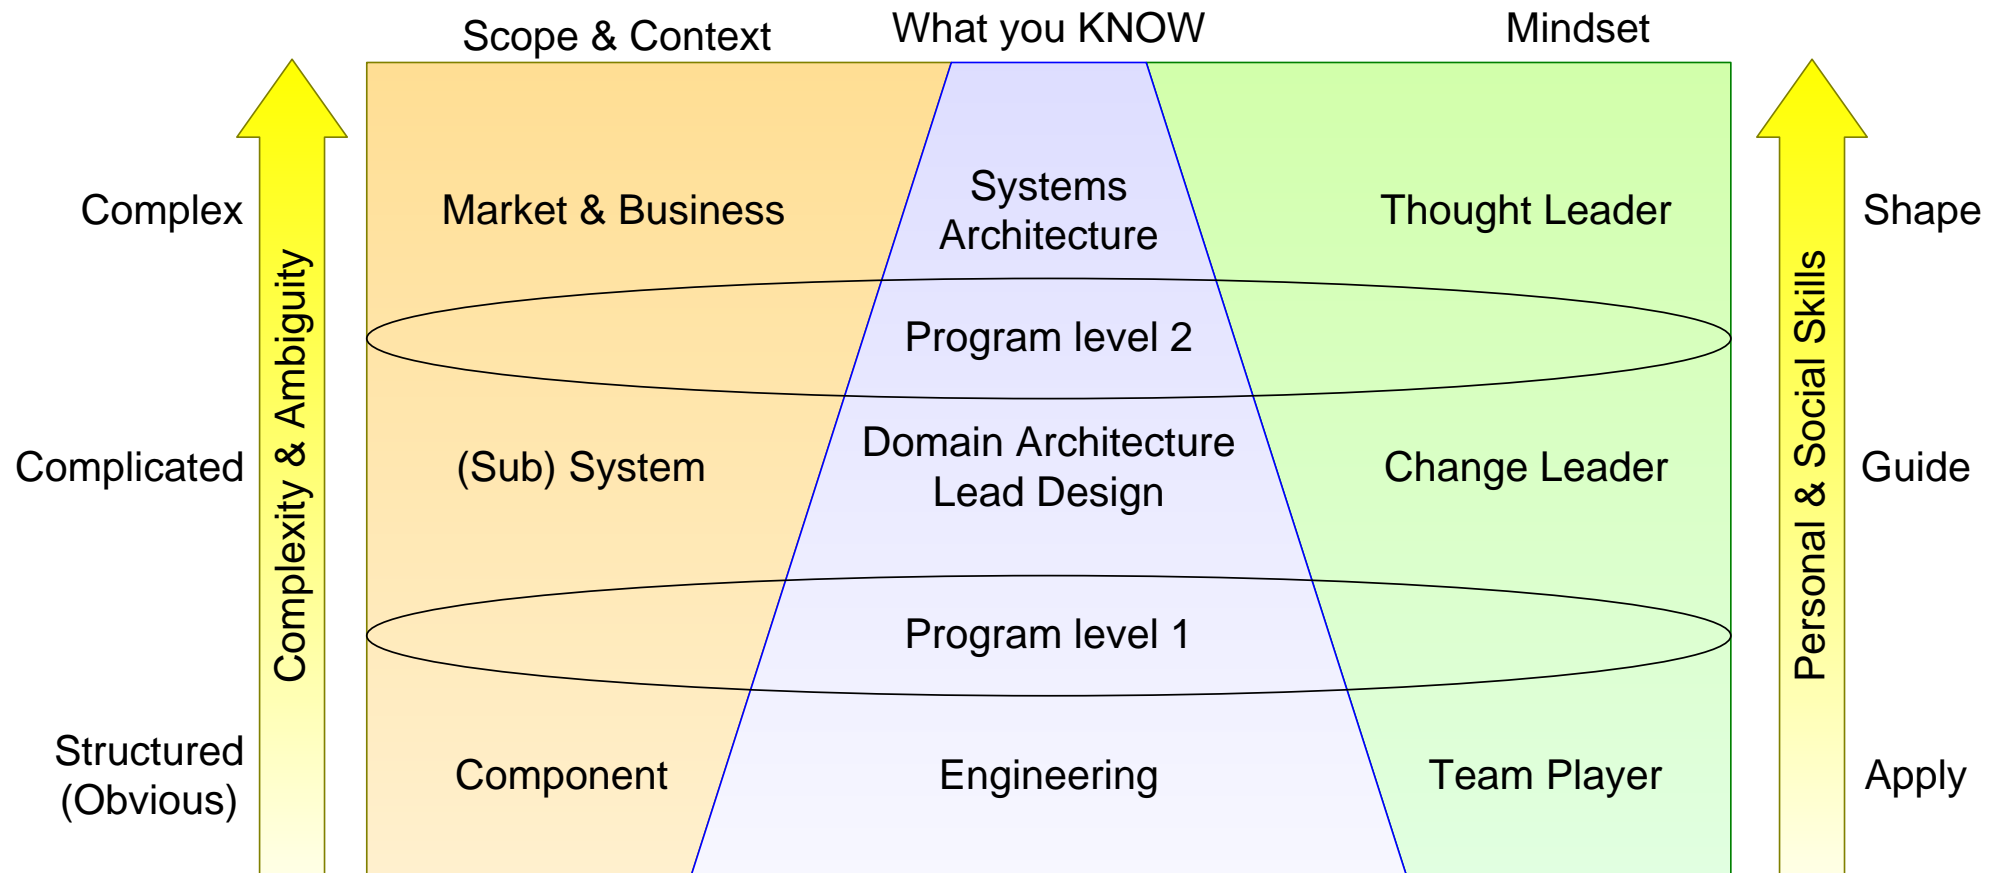 Scope & Context
What you KNOW
Mindset
Complex
Market & Business
Systems
Architecture
Thought Leader
Shape
Complexity & Ambiguity
Personal & Social Skills
Program level 2
Complicated
(Sub) System
Domain Architecture
Lead Design
Change Leader
Guide
Program level 1
Structured
(Obvious)
Component
Engineering
Team Player
Apply